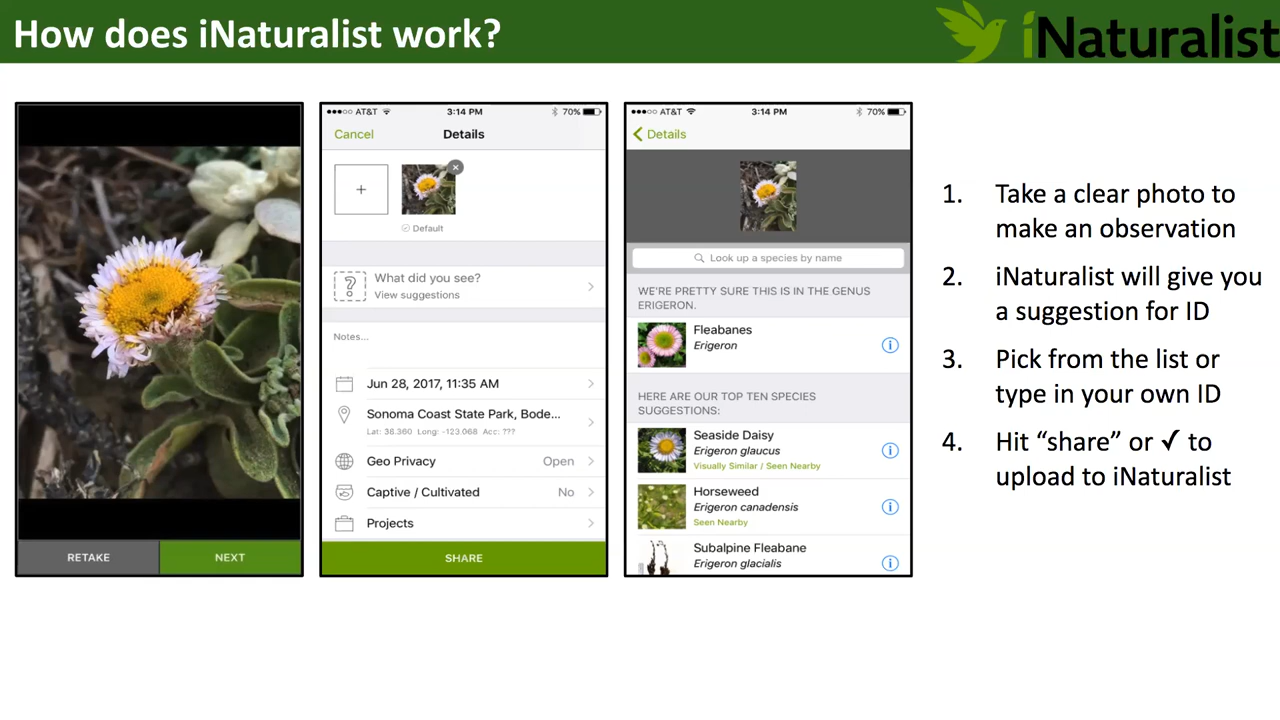 How does iNaturalist work?
iNaturalist
RETAKE
NEXT
AT&T
3:14 PM
70%
Cancel
Details
+
Default
What did you see?
View suggestions
Notes...
Jun 28, 2017, 11:35 AM
Sonoma Coast State Park, Bode...
Lat: 38.360 Long: -123.068 Acc: ???
Geo Privacy
Open
Captive / Cultivated
No
Projects
SHARE
AT&T
3:14 PM
70%
Details
Look up a species by name
WE'RE PRETTY SURE THIS IS IN THE GENUS
ERIGERON.
Fleabanes
Erigeron
HERE ARE OUR TOP TEN SPECIES
SUGGESTIONS:
Seaside Daisy
Erigeron glaucus
Visually Similar / Seen Nearby
Horseweed
Erigeron canadensis
Seen Nearby
Subalpine Fleabane
Erigeron glacialis
1. Take a clear photo to
make an observation
2. iNaturalist will give you
a suggestion for ID
3. Pick from the list or
type in your own ID
4. Hit “share” or ✓ to
upload to iNaturalist